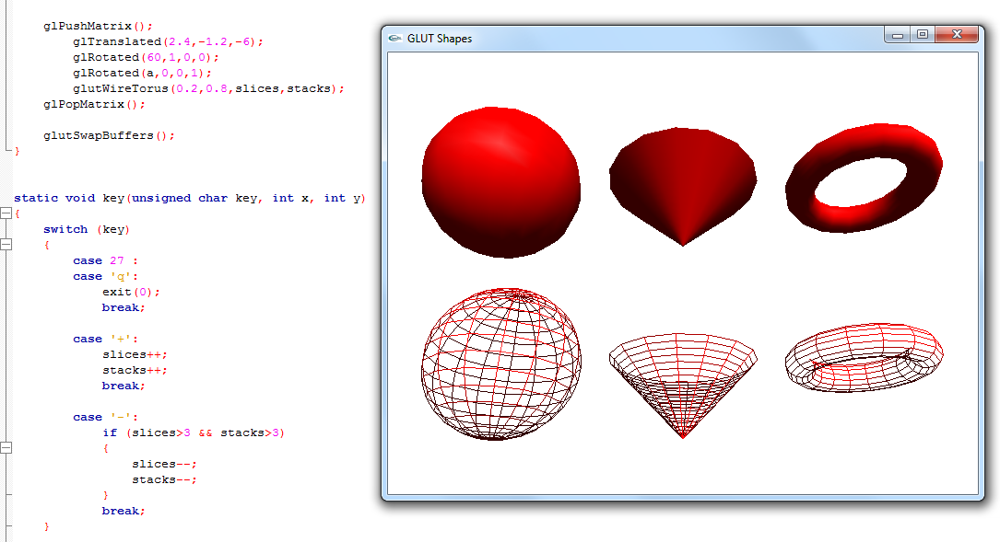 glPushMatrix();
glTranslated(2.4,-1.2,-6);
glRotated(60,1,0,0);
glRotated(a,0,0,1);
glutWireTorus(0.2,0.8,slices,stacks);
glPopMatrix();
glutSwapBuffers();
}
static void key(unsigned char key, int x, int y)
{
switch (key)
{
case 27 :
case 'q':
exit(0);
break;
case '+':
slices++;
stacks++;
break;
case '-':
if (slices>3 && stacks>3)
{
slices--;
stacks--;
}
break;
}
GLUT Shapes